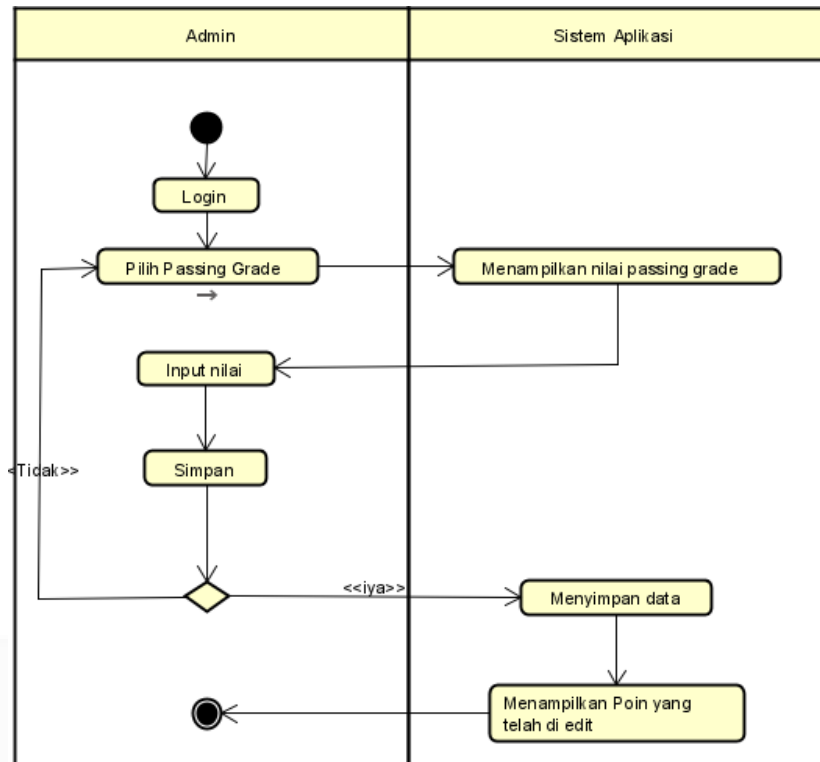 Admin
Sistem Aplikasi
Login
Pilih Passing Grade
Menampilkan nilai passing grade
Input nilai
Simpan
<Tidak>>
<<iya>>
Menyimpan data
Menampilkan Poin yang
telah di edit